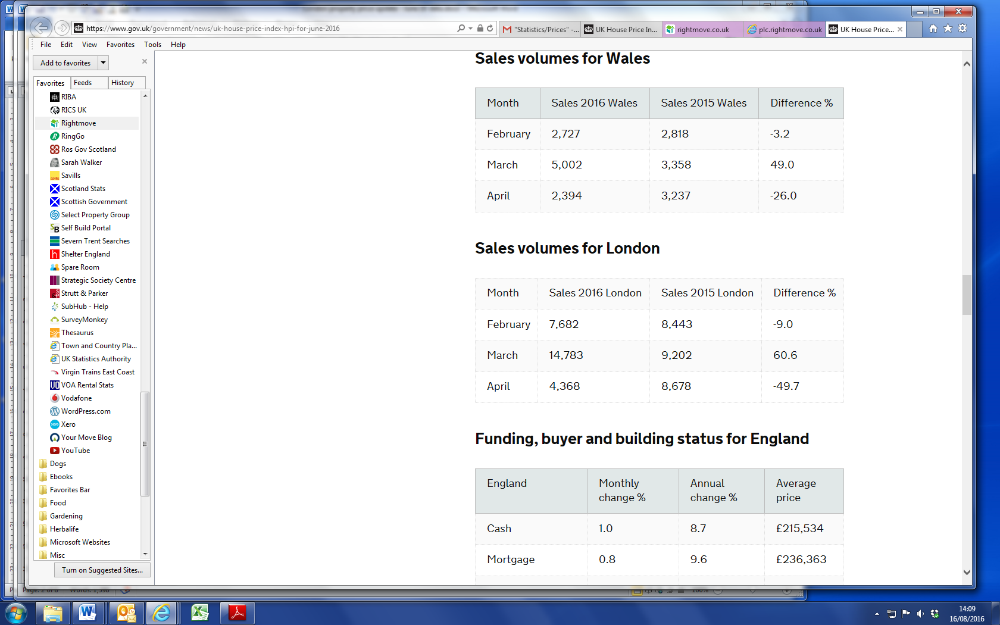 https://www.gov.uk/government/news/uk-house-price-index-hpi-for-june-2016
"Statistics/Prices" -...
UK House Price In...
rightmove.co.uk
plc.rightmove.co.uk
UK House Price...
File Edit View Favorites Tools Help
Add to favorites
Favorites Feeds History
RIBA
RICS UK
Rightmove
RingGo
Ros Gov Scotland
Sarah Walker
Savills
Scotland Stats
Scottish Government
Select Property Group
Self Build Portal
Severn Trent Searches
Shelter England
Spare Room
Strategic Society Centre
Strutt & Parker
SubHub - Help
SurveyMonkey
Thesaurus
Town and Country Pla...
UK Statistics Authority
Virgin Trains East Coast
VOA Rental Stats
Vodafone
WordPress.com
Xero
Your Move Blog
YouTube
Dogs
Ebooks
Favorites Bar
Food
Gardening
Herbalife
Microsoft Websites
Misc
Turn on Suggested Sites...
Sales volumes for Wales
Month Sales 2016 Wales Sales 2015 Wales Difference %
February 2,727 2,818 -3.2
March 5,002 3,358 49.0
April 2,394 3,237 -26.0
Sales volumes for London
Month Sales 2016 London Sales 2015 London Difference %
February 7,682 8,443 -9.0
March 14,783 9,202 60.6
April 4,368 8,678 -49.7
Funding, buyer and building status for England
England Monthly change % Annual change % Average price
Cash 1.0 8.7 £215,534
Mortgage 0.8 9.6 £236,363
14:09
16/08/2016